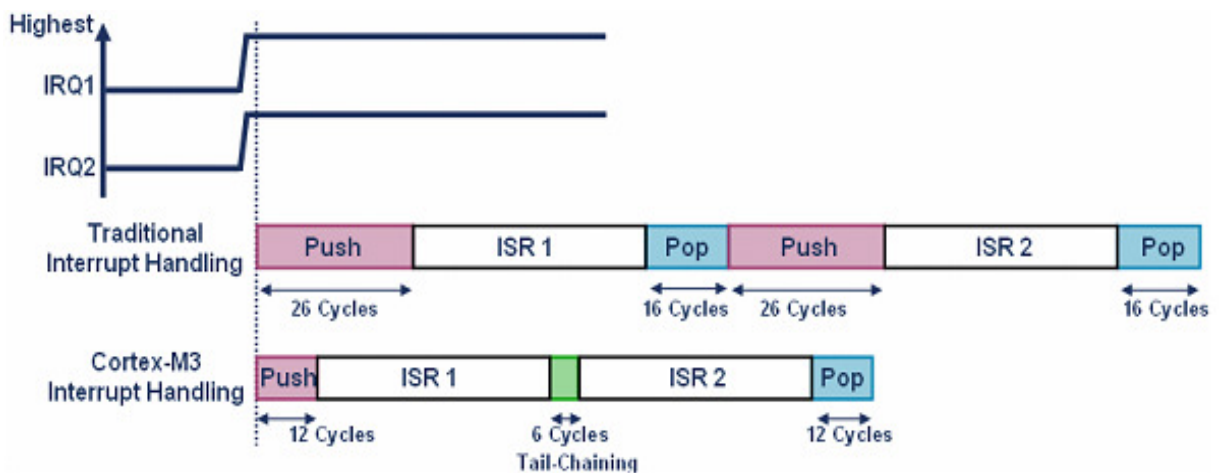 Highest
IRQ1
IRQ2
Traditional
Interrupt Handling
Push
ISR 1
Pop
Push
ISR 2
Pop
26 Cycles
16 Cycles
26 Cycles
16 Cycles
Cortex-M3
Interrupt Handling
Push
ISR 1
ISR 2
Pop
12 Cycles
6 Cycles
12 Cycles
Tail-Chaining